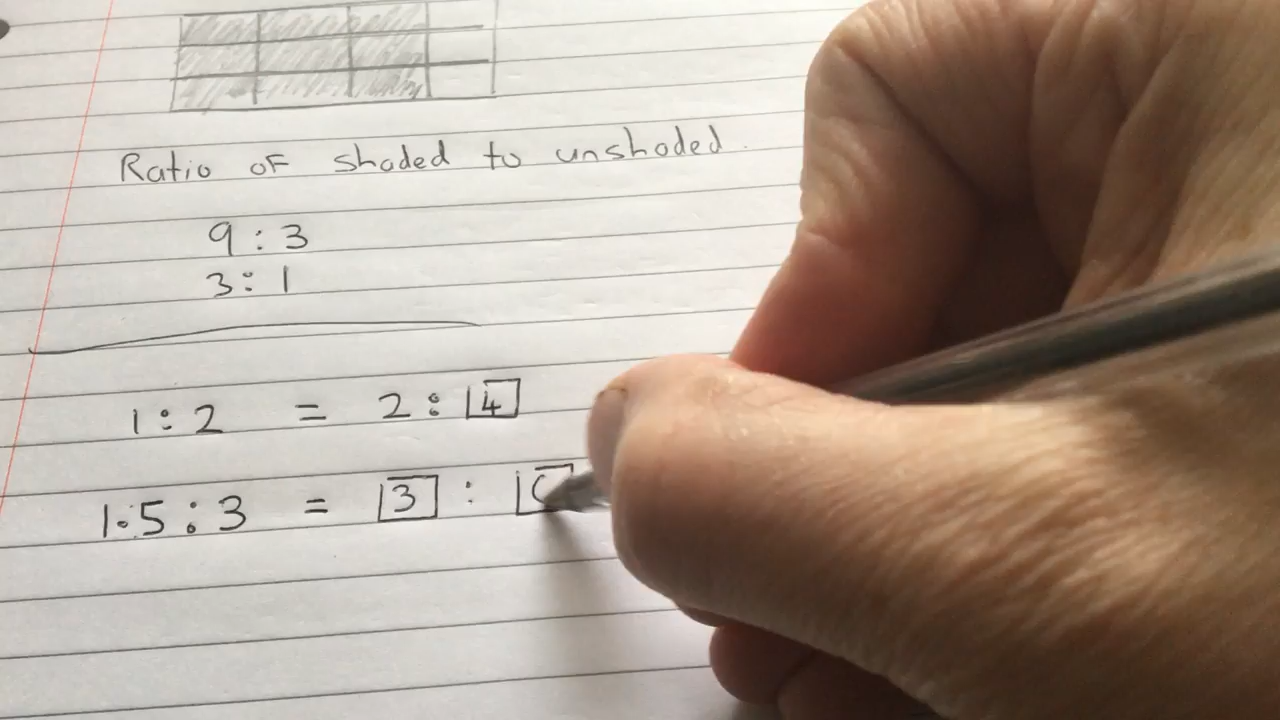 Ratio of shaded to unshaded.
9 : 3
3 : 1
1 : 2 = 2 : 4
1.5 : 3 = 3 :